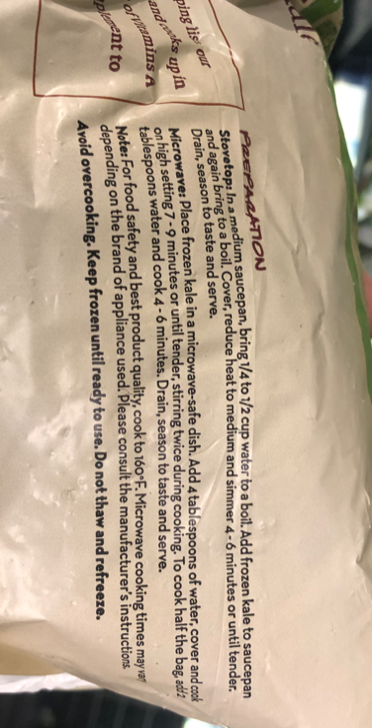 ping list our
and cooks up in
of vitamins A
plement to
PREPARATION
Stovetop: In a medium saucepan, bring 1/4 to 1/2 cup water to a boil. Add frozen kale to saucepan
and again bring to a boil. Cover, reduce heat to medium and simmer 4 - 6 minutes or until tender.
Drain, season to taste and serve.
Microwave: Place frozen kale in a microwave-safe dish. Add 4 tablespoons of water, cover and cook
on high setting 7 - 9 minutes or until tender, stirring twice during cooking. To cook half the bag, add 2
tablespoons water and cook 4 - 6 minutes. Drain, season to taste and serve.
Note: For food safety and best product quality, cook to 160°F. Microwave cooking times may vary
depending on the brand of appliance used. Please consult the manufacturer's instructions.
Avoid overcooking. Keep frozen until ready to use. Do not thaw and refreeze.